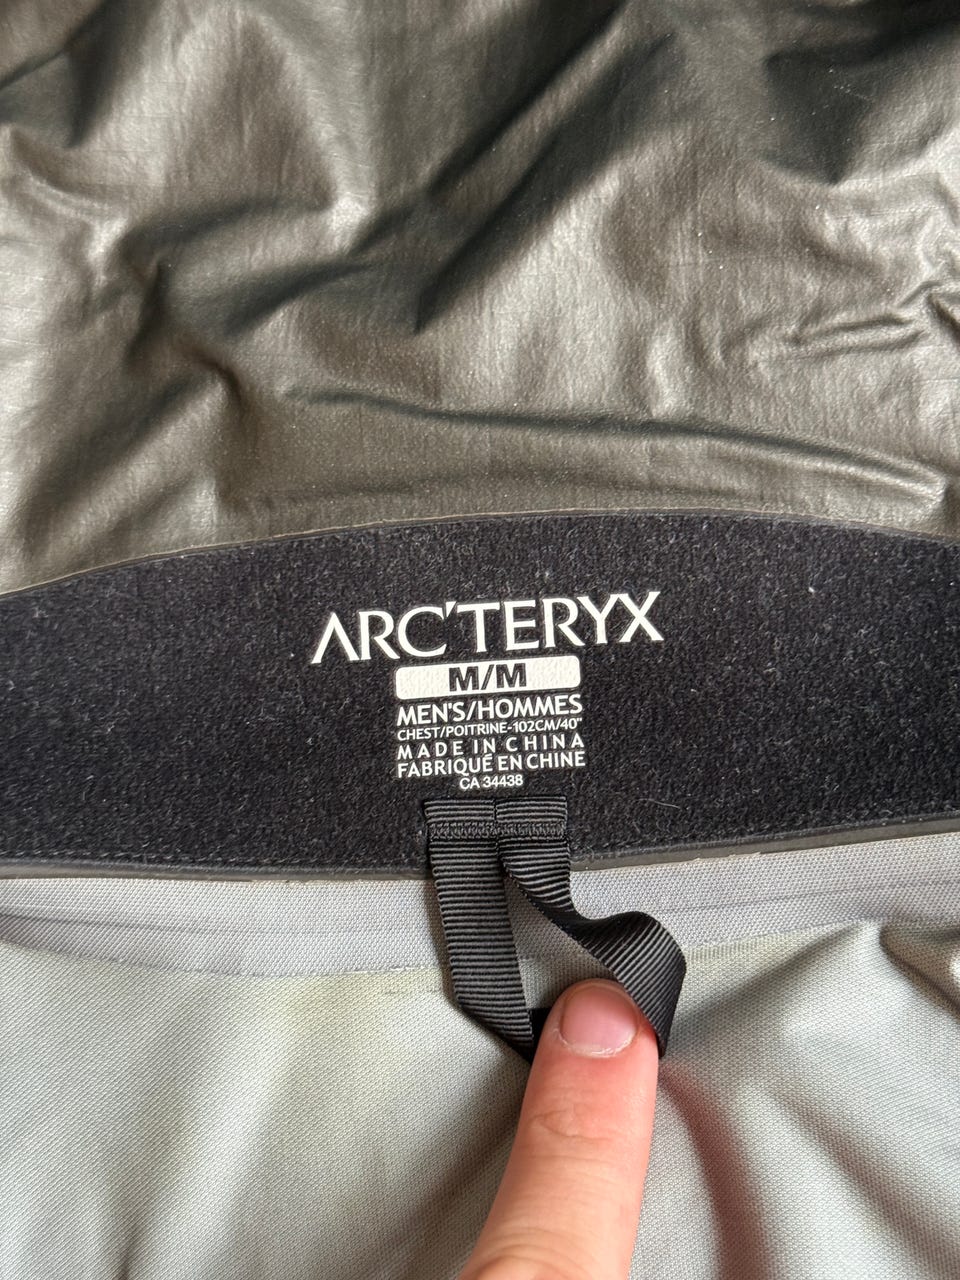 ARC'TERYX
M/M
MEN'S/HOMMES
CHEST/POITRINE-102CM/40"
MADE IN CHINA
FABRIQUÉ EN CHINE
CA 34438